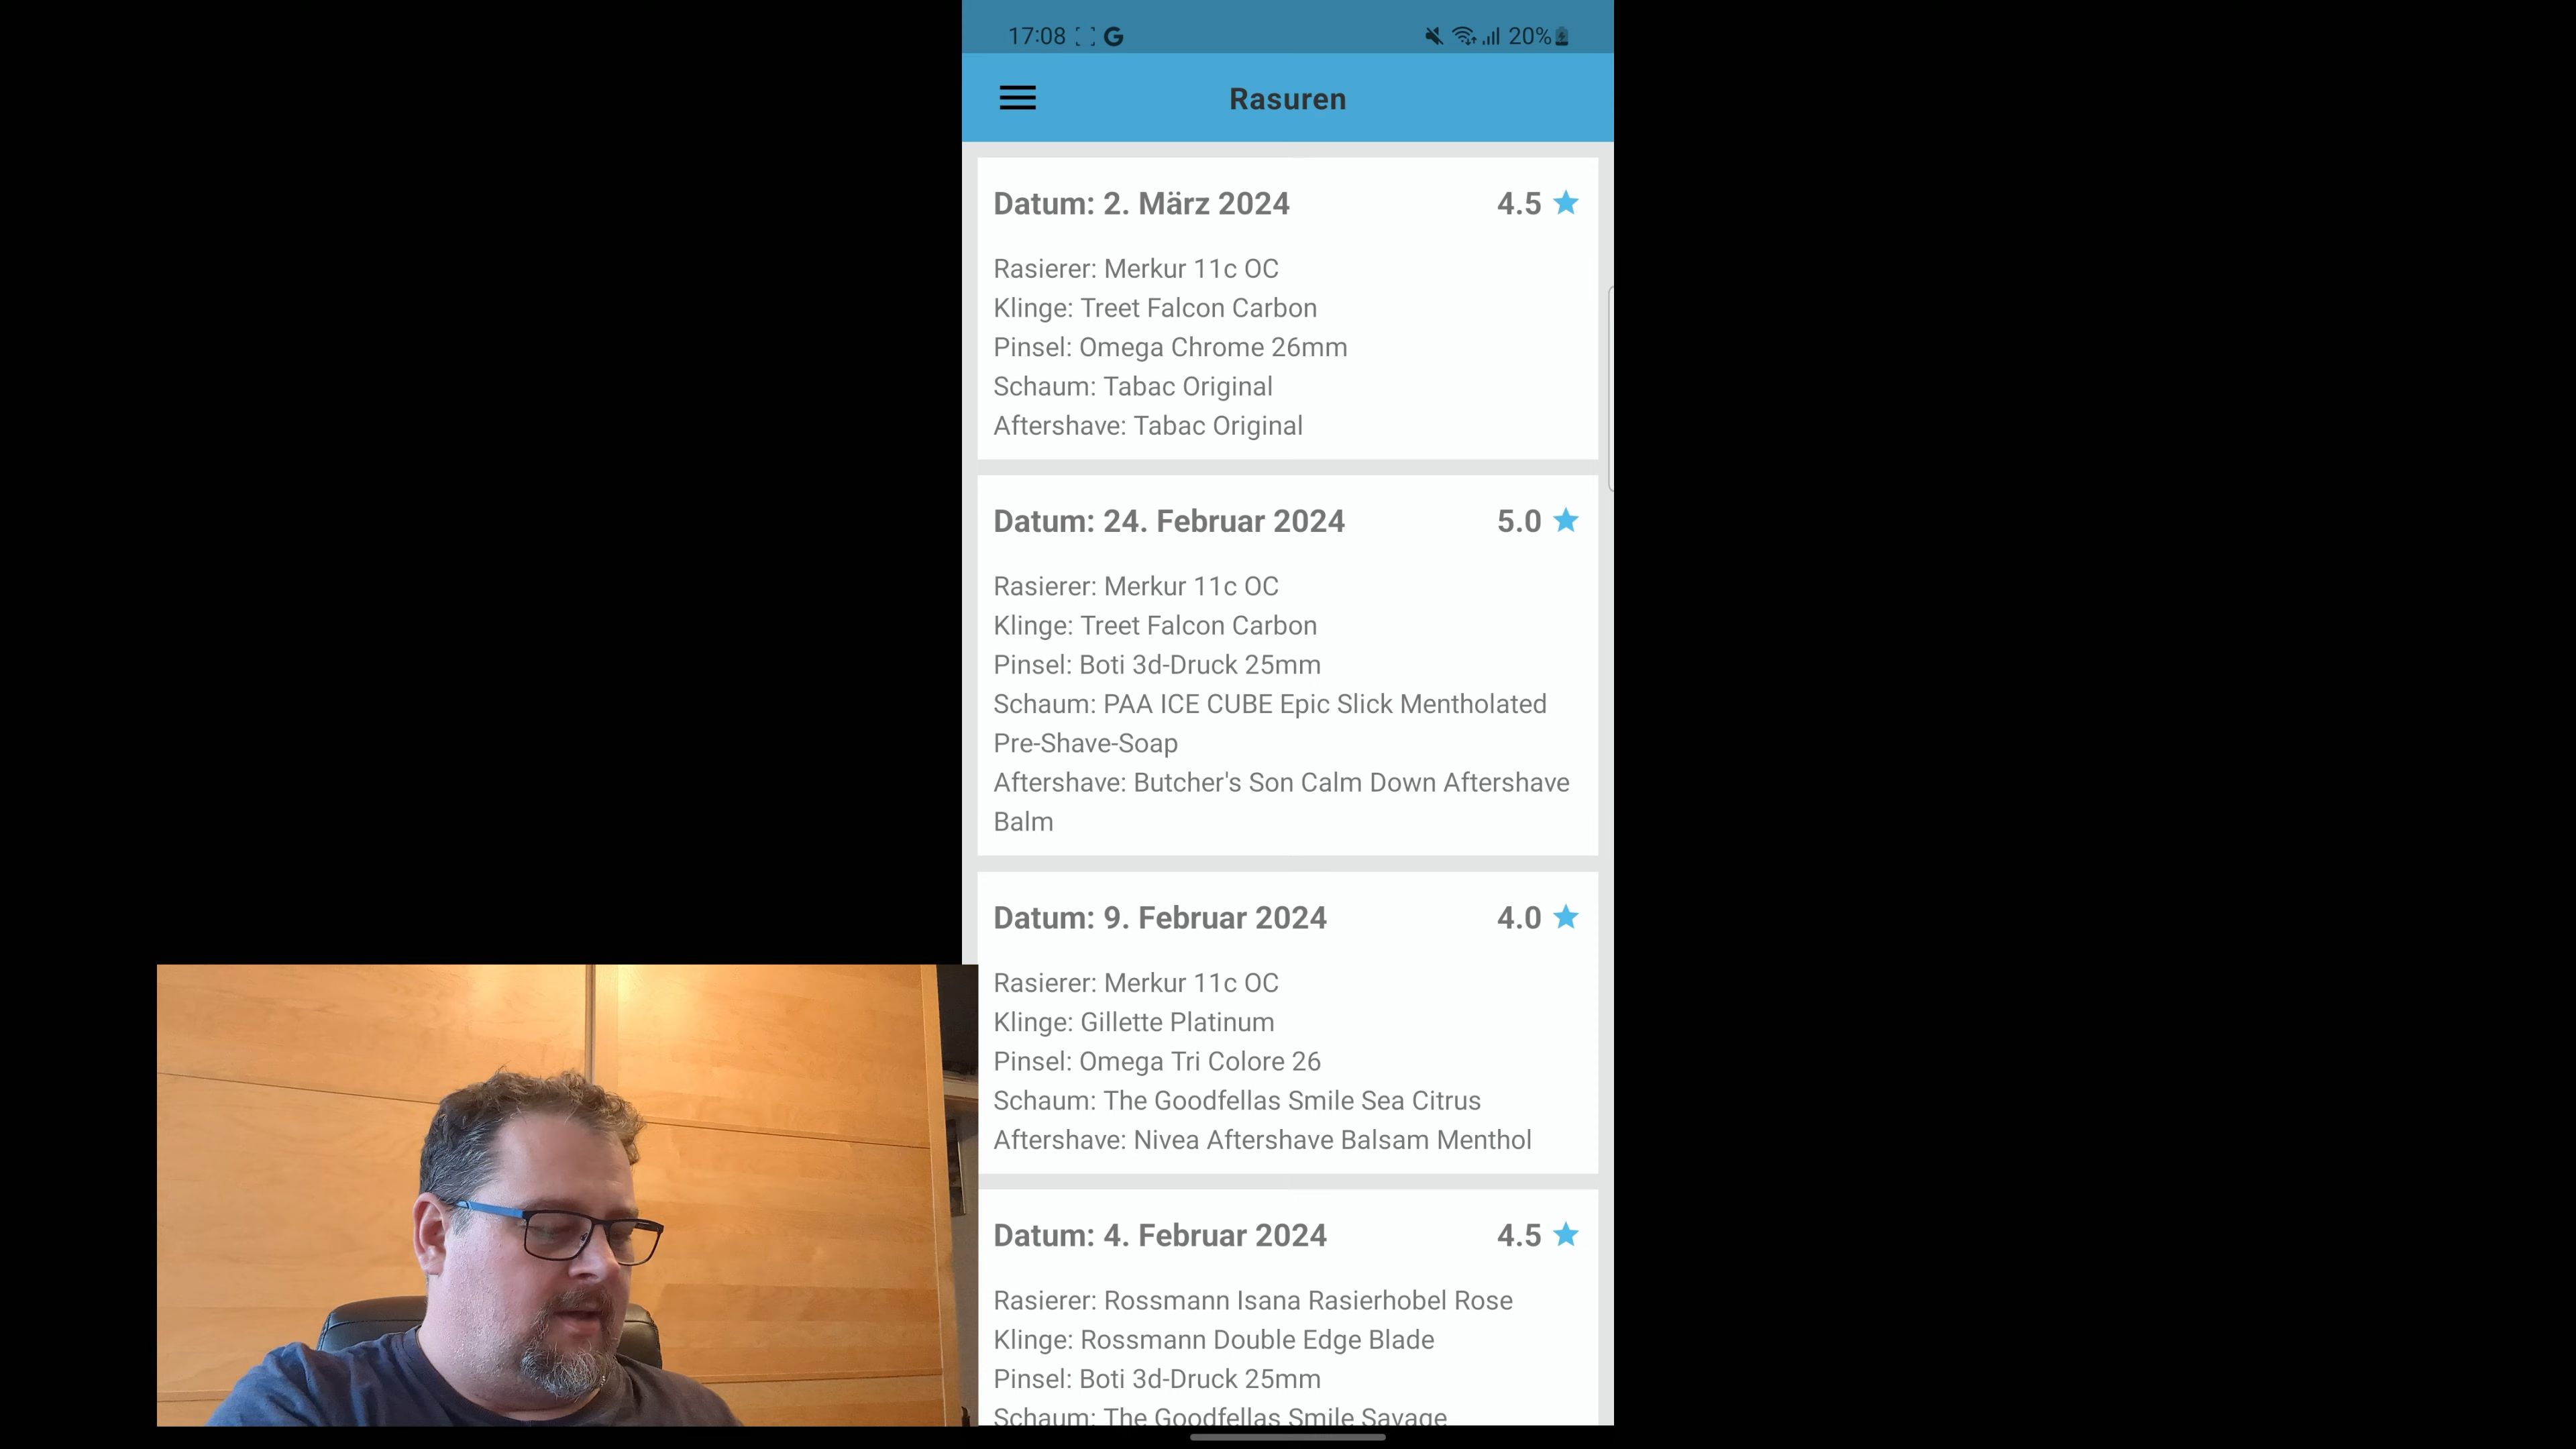 17:08 G 20%
Rasuren
Datum: 2. März 2024 4.5
Rasierer: Merkur 11c OC
Klinge: Treet Falcon Carbon
Pinsel: Omega Chrome 26mm
Schaum: Tabac Original
Aftershave: Tabac Original
Datum: 24. Februar 2024 5.0
Rasierer: Merkur 11c OC
Klinge: Treet Falcon Carbon
Pinsel: Boti 3d-Druck 25mm
Schaum: PAA ICE CUBE Epic Slick Mentholated
Pre-Shave-Soap
Aftershave: Butcher's Son Calm Down Aftershave
Balm
Datum: 9. Februar 2024 4.0
Rasierer: Merkur 11c OC
Klinge: Gillette Platinum
Pinsel: Omega Tri Colore 26
Schaum: The Goodfellas Smile Sea Citrus
Aftershave: Nivea Aftershave Balsam Menthol
Datum: 4. Februar 2024 4.5
Rasierer: Rossmann Isana Rasierhobel Rose
Klinge: Rossmann Double Edge Blade
Pinsel: Boti 3d-Druck 25mm
Schaum: The Goodfellas Smile Savage